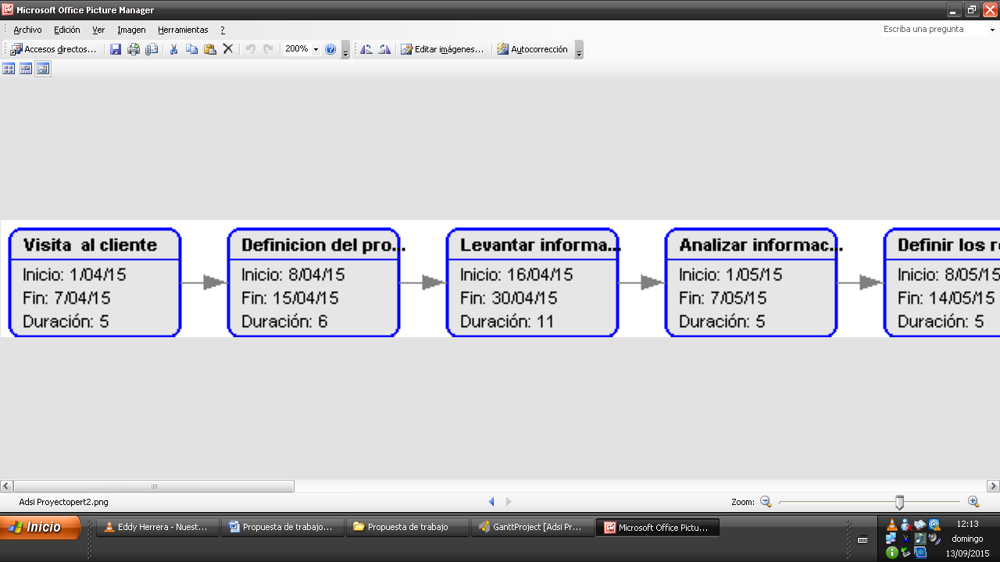 Microsoft Office Picture Manager
Archivo Edición Ver Imagen Herramientas ? Escriba una pregunta
Accesos directos... 200% Editar imágenes... Autocorrección
Visita al cliente
Inicio: 1/04/15
Fin: 7/04/15
Duración: 5
Definicion del pro...
Inicio: 8/04/15
Fin: 15/04/15
Duración: 6
Levantar informa...
Inicio: 16/04/15
Fin: 30/04/15
Duración: 11
Analizar informac...
Inicio: 1/05/15
Fin: 7/05/15
Duración: 5
Definir los re
Inicio: 8/05/15
Fin: 14/05/15
Duración: 5
Adsi Proyectopert2.png Zoom:
Inicio Eddy Herrera - Nuest... Propuesta de trabajo... Propuesta de trabajo GanttProject [Adsi Pr... Microsoft Office Pictu...
12:13
domingo
13/09/2015